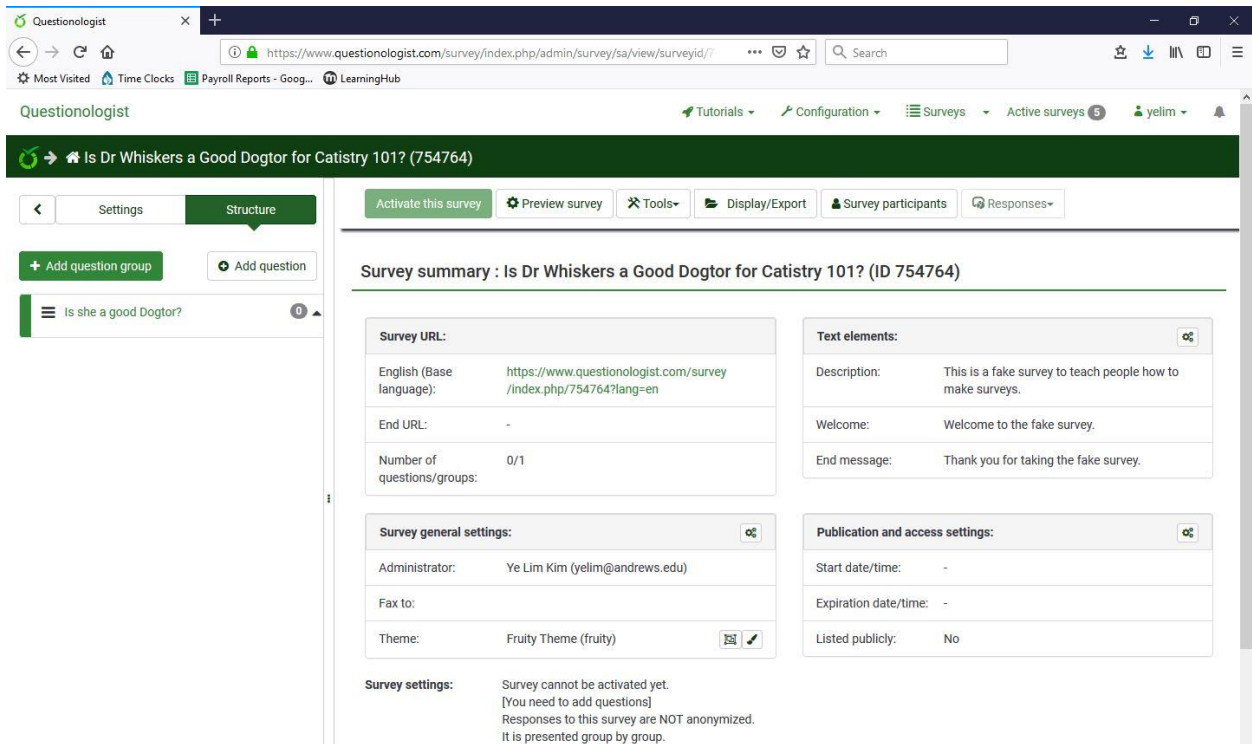 Questionologist
https://www.questionologist.com/survey/index.php/admin/survey/sa/view/surveyid/7
Search
Most Visited Time Clocks Payroll Reports - Goog... LearningHub
Questionologist Tutorials Configuration Surveys Active surveys 5 yelim
Is Dr Whiskers a Good Dogtor for Catistry 101? (754764)
Settings Structure Activate this survey Preview survey Tools Display/Export Survey participants Responses
Add question group Add question
Is she a good Dogtor? 0
Survey summary : Is Dr Whiskers a Good Dogtor for Catistry 101? (ID 754764)
Survey URL:
English (Base
language):
https://www.questionologist.com/survey
/index.php/754764?lang=en
End URL: -
Number of
questions/groups:
0/1
Text elements:
Description:
This is a fake survey to teach people how to
make surveys.
Welcome: Welcome to the fake survey.
End message: Thank you for taking the fake survey.
Survey general settings:
Administrator: Ye Lim Kim (yelim@andrews.edu)
Fax to:
Theme: Fruity Theme (fruity)
Publication and access settings:
Start date/time: -
Expiration date/time: -
Listed publicly: No
Survey settings: Survey cannot be activated yet.
[You need to add questions]
Responses to this survey are NOT anonymized.
It is presented group by group.